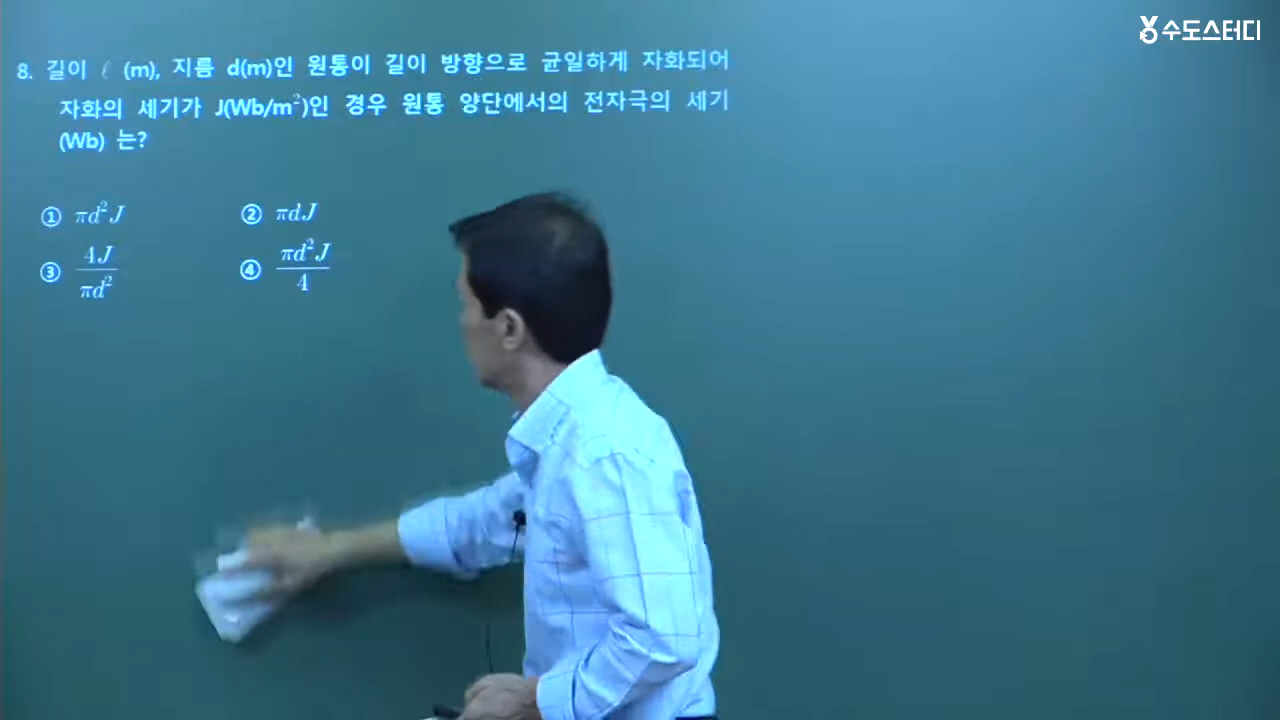 수도스터디
8. 길이 ℓ (m), 지름 d(m)인 원통이 길이 방향으로 균일하게 자화되어
자화의 세기가 J(Wb/m²)인 경우 원통 양단에서의 전자극의 세기
(Wb) 는?
① πd²J ② πdJ
③ 4J/πd² ④ πd²J/4